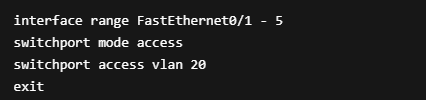 interface range FastEthernet0/1 - 5
switchport mode access
switchport access vlan 20
exit